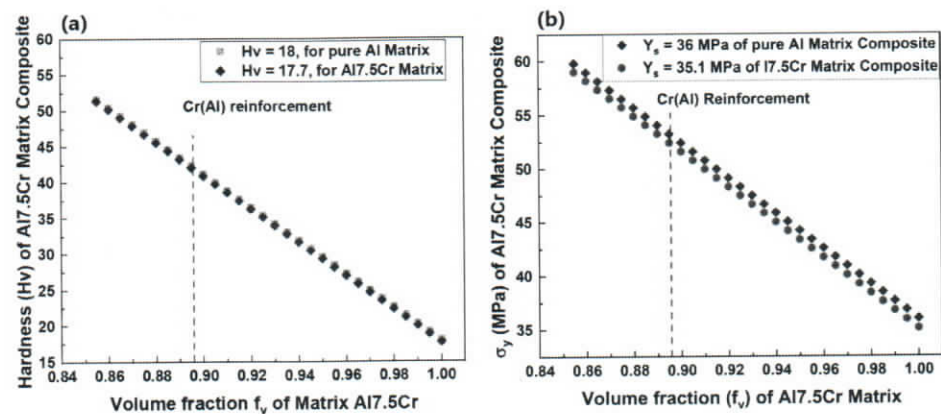 (a)
Hv = 18, for pure Al Matrix
Hv = 17.7, for Al7.5Cr Matrix
Cr(Al) reinforcement
Hardness (Hv) of Al7.5Cr Matrix Composite
60
55
50
45
40
35
30
25
20
15
0.84 0.86 0.88 0.90 0.92 0.94 0.96 0.98 1.00
Volume fraction fv of Matrix Al7.5Cr
(b)
Ys = 36 MPa of pure Al Matrix Composite
Ys = 35.1 MPa of l7.5Cr Matrix Composite
Cr(Al) Reinforcement
σy (MPa) of Al7.5Cr Matrix Composite
60
55
50
45
40
35
0.84 0.86 0.88 0.90 0.92 0.94 0.96 0.98 1.00
Volume fraction (fv) of Al7.5Cr Matrix